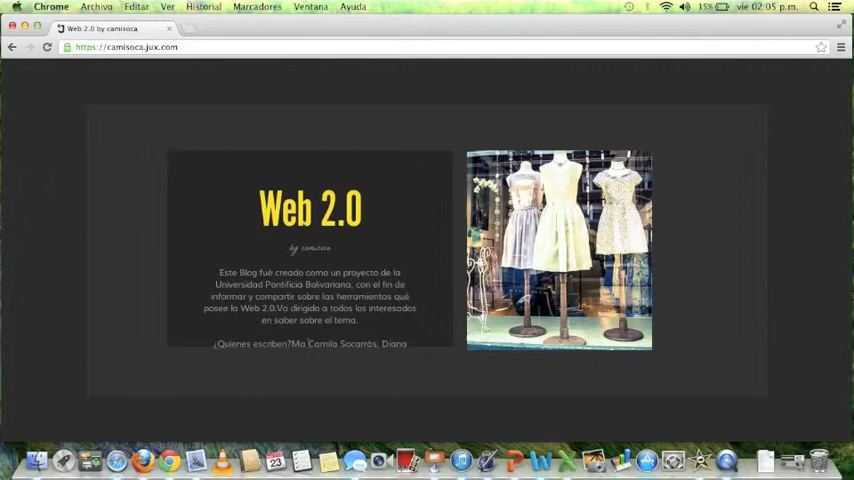 Chrome Archivo Editar Ver Historial Marcadores Ventana Ayuda 15% vie 02:05 p.m.
Web 2.0 by camisoca
https://camisoca.jux.com
Web 2.0
by camisoca
Este Blog fué creado como un proyecto de la
Universidad Pontificia Bolivariana, con el fin de
informar y compartir sobre las herramientas qué
posee la Web 2.0.Va dirigido a todos los interesados
en saber sobre el tema.
¿Quienes escriben?Ma Camila Socarrás, Diana
23